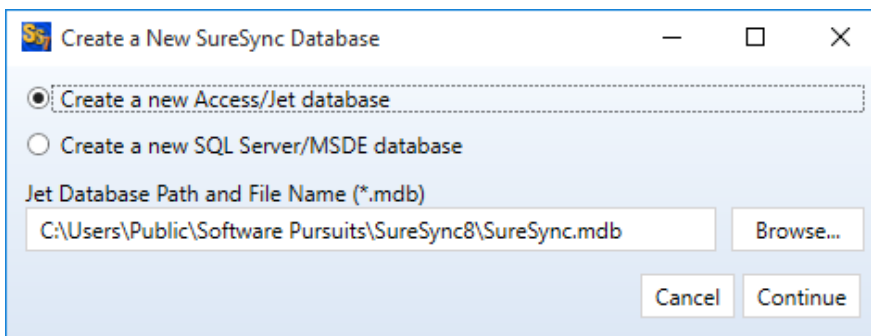 SS7 Create a New SureSync Database
Create a new Access/Jet database
Create a new SQL Server/MSDE database
Jet Database Path and File Name (*.mdb)
C:\Users\Public\Software Pursuits\SureSync8\SureSync.mdb Browse...
Cancel Continue